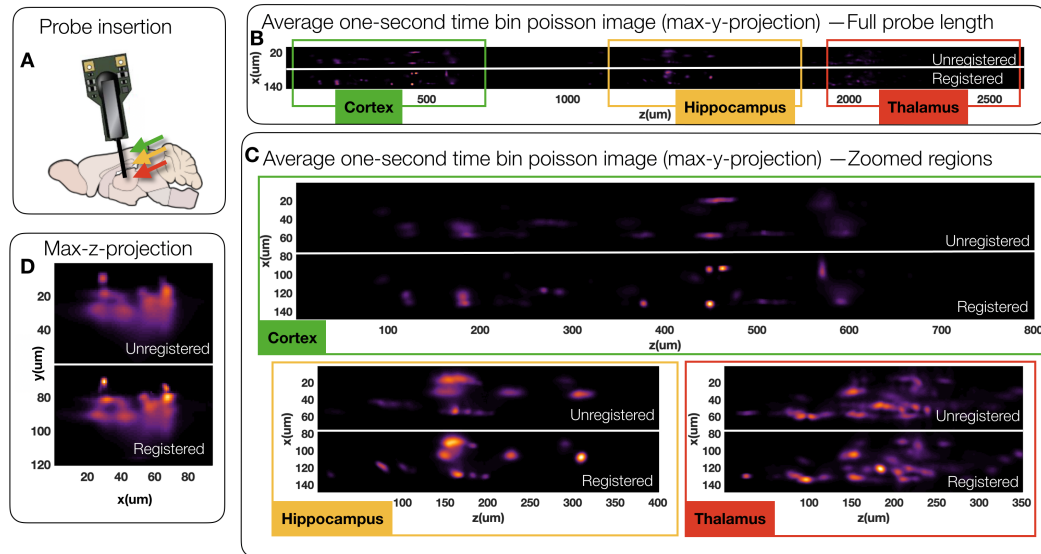 Probe insertion
A
B
Average one-second time bin poisson image (max-y-projection) —Full probe length
x(um)
20
140
Unregistered
Registered
Cortex
500
1000
z(um)
Hippocampus
2000
Thalamus
2500
C
Average one-second time bin poisson image (max-y-projection) —Zoomed regions
x(um)
20
40
60
Unregistered
80
100
120
140
Registered
100
200
300
400
500
600
700
800
z(um)
Cortex
x(um)
20
40
60
Unregistered
80
100
120
140
Registered
100
200
250
300
400
z(um)
Hippocampus
x(um)
20
40
60
Unregistered
80
100
120
140
Registered
100
150
200
250
300
350
z(um)
Thalamus
D
Max-z-projection
y(um)
20
40
Unregistered
80
100
120
Registered
20
40
60
80
x(um)